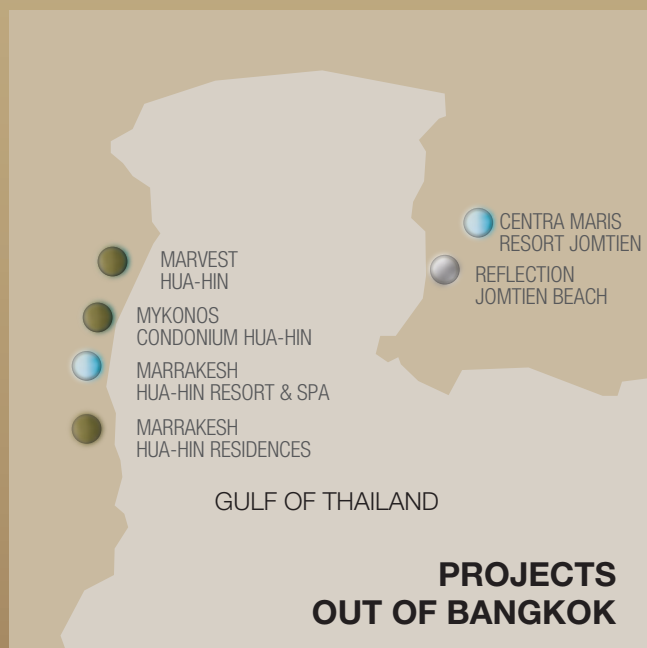 CENTRA MARIS
RESORT JOMTIEN
REFLECTION
JOMTIEN BEACH
MARVEST
HUA-HIN
MYKONOS
CONDONIUM HUA-HIN
MARRAKESH
HUA-HIN RESORT & SPA
MARRAKESH
HUA-HIN RESIDENCES
GULF OF THAILAND
PROJECTS
OUT OF BANGKOK